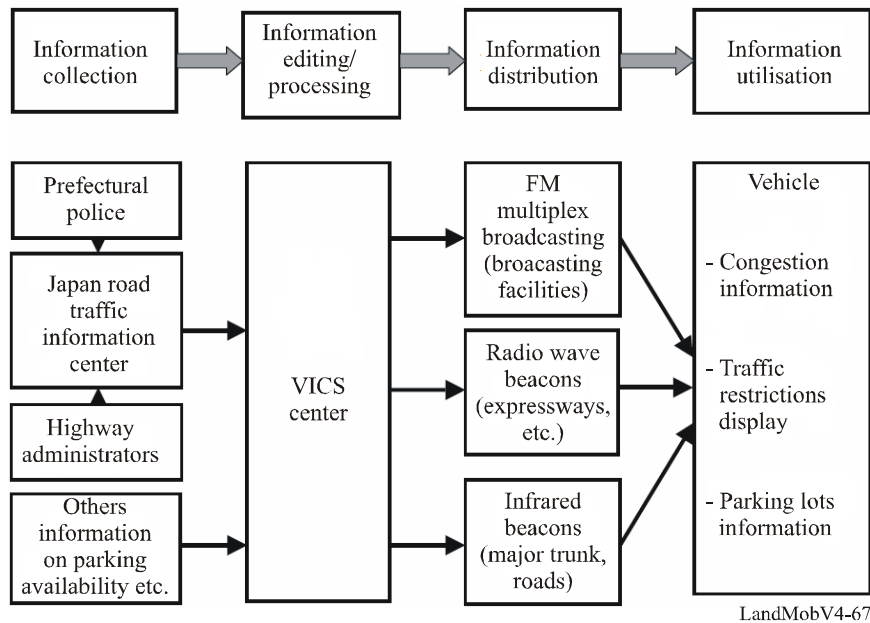 Information
collection
Information
editing/
processing
Information
distribution
Information
utilisation
Prefectural
police
Japan road
traffic
information
center
Highway
administrators
Others
information
on parking
availability etc.
VICS
center
FM
multiplex
broadcasting
(broacasting
facilities)
Radio wave
beacons
(expressways,
etc.)
Infrared
beacons
(major trunk,
roads)
Vehicle
- Congestion
information
- Traffic
restrictions
display
- Parking lots
information
LandMobV4-67